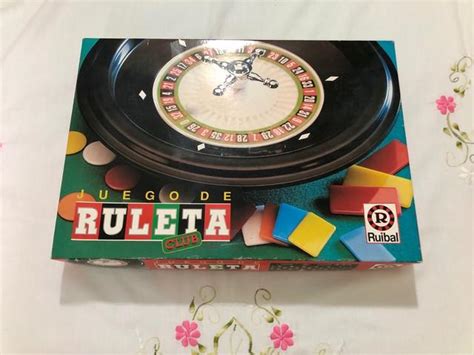 JUEGO DE
RULETA
CLUB
R
Ruibal
RULETA